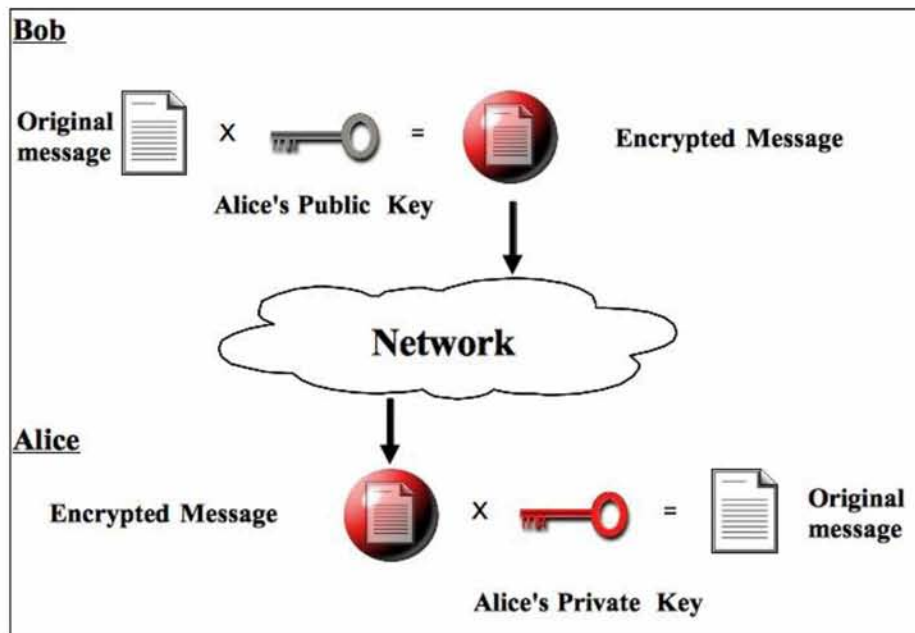 Bob
Original
message
X
=
Encrypted Message
Alice's Public Key
Network
Alice
Encrypted Message
X
=
Original
message
Alice's Private Key